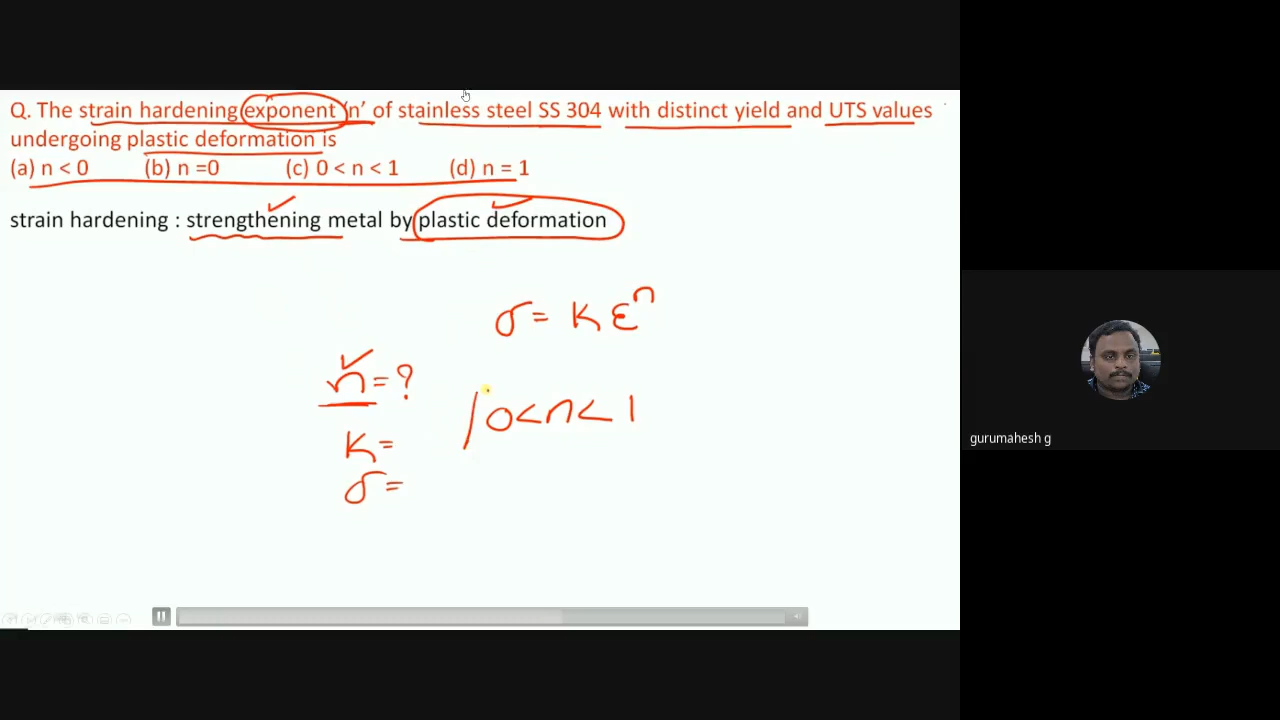 Q. The strain hardening exponent 'n' of stainless steel SS 304 with distinct yield and UTS values
undergoing plastic deformation is
(a) n < 0 (b) n =0 (c) 0 < n < 1 (d) n = 1
strain hardening : strengthening metal by plastic deformation
σ = K ε^n
n = ?
0 < n < 1
K =
σ =
gurumahesh g